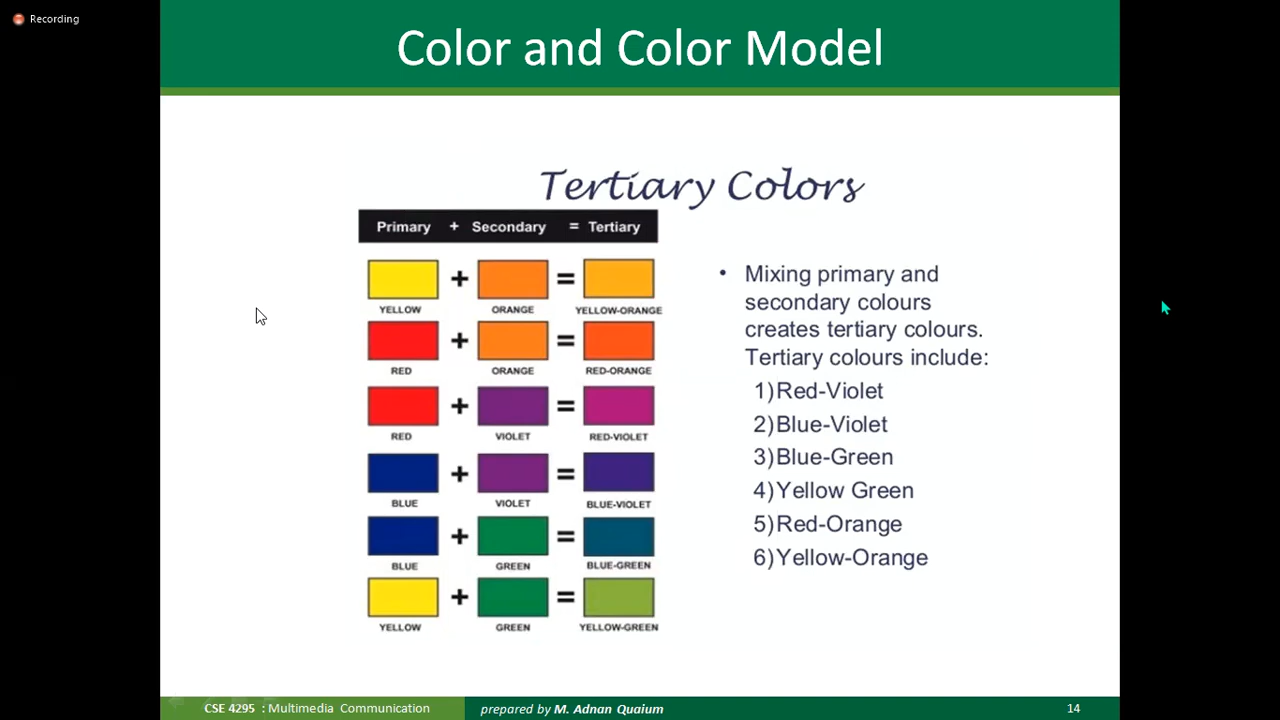 Recording
Color and Color Model
Tertiary Colors
Primary + Secondary = Tertiary
+ =
YELLOW ORANGE YELLOW-ORANGE
+ =
RED ORANGE RED-ORANGE
+ =
RED VIOLET RED-VIOLET
+ =
BLUE VIOLET BLUE-VIOLET
+ =
BLUE GREEN BLUE-GREEN
+ =
YELLOW GREEN YELLOW-GREEN
• Mixing primary and
secondary colours
creates tertiary colours.
Tertiary colours include:
1)Red-Violet
2)Blue-Violet
3)Blue-Green
4)Yellow Green
5)Red-Orange
6)Yellow-Orange
CSE 4295 : Multimedia Communication prepared by M. Adnan Quaium 14